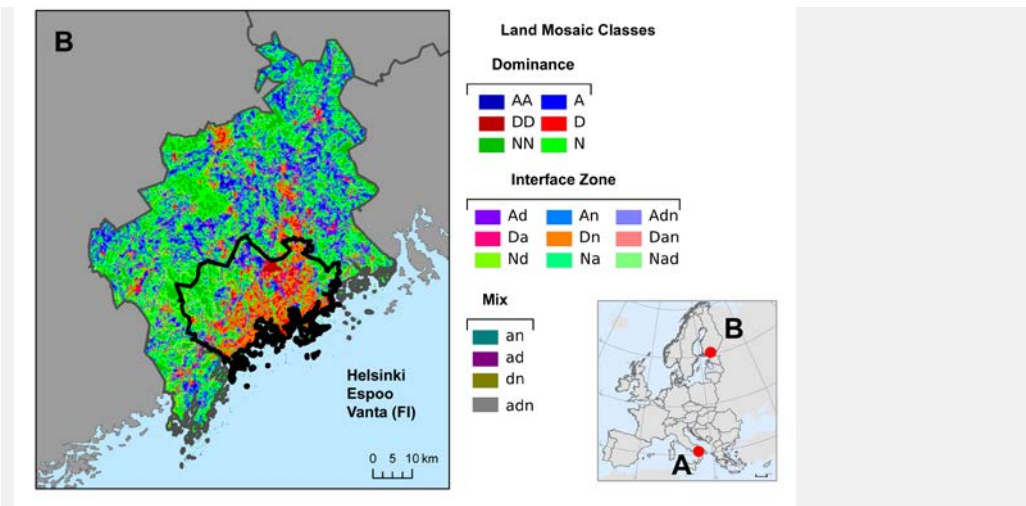 B
Land Mosaic Classes
Dominance
AA A
DD D
NN N
Interface Zone
Ad An Adn
Da Dn Dan
Nd Na Nad
Mix
an
ad
dn
adn
Helsinki
Espoo
Vanta (FI)
0 5 10 km
B
A